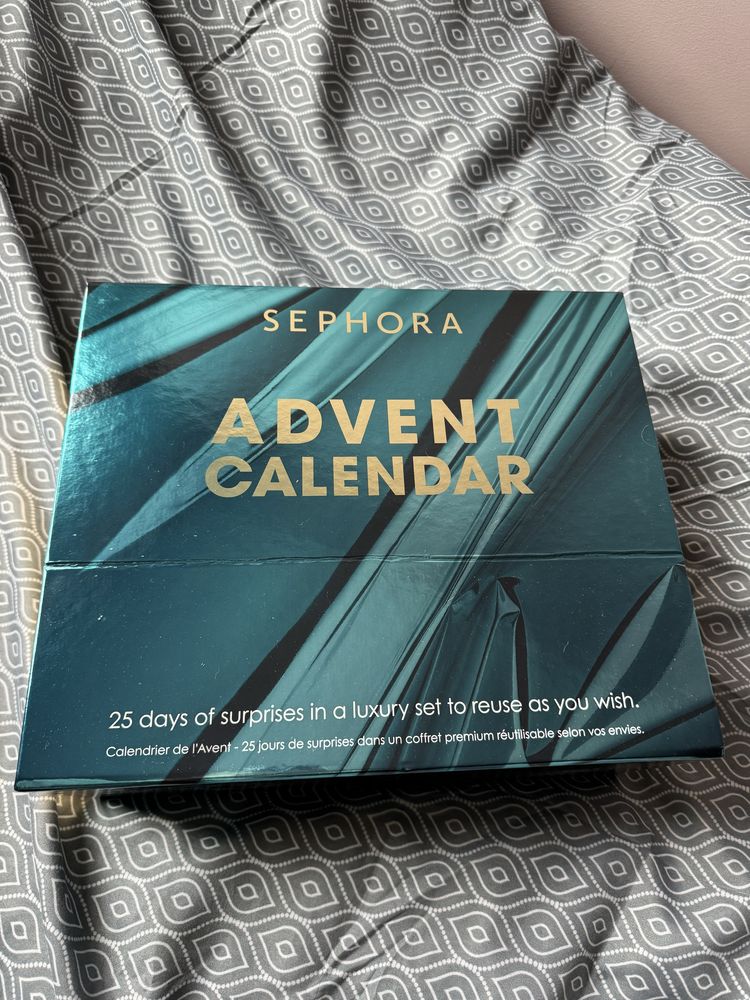 SEPHORA
ADVENT
CALENDAR
25 days of surprises in a luxury set to reuse as you wish.
Calendrier de l'Avent - 25 jours de surprises dans un coffret premium réutilisable selon vos envies.